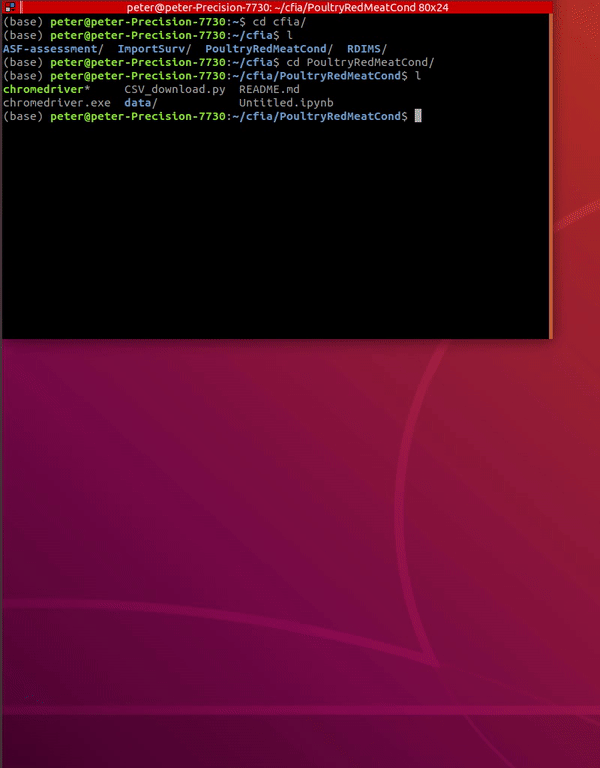 peter@peter-Precision-7730: ~/cfia/PoultryRedMeatCond 80x24
(base) peter@peter-Precision-7730:~$ cd cfia/
(base) peter@peter-Precision-7730:~/cfia$ l
ASF-assessment/  ImportSurv/  PoultryRedMeatCond/  RDIMS/
(base) peter@peter-Precision-7730:~/cfia$ cd PoultryRedMeatCond/
(base) peter@peter-Precision-7730:~/cfia/PoultryRedMeatCond$ l
chromedriver*     CSV_download.py  README.md
chromedriver.exe  data/            Untitled.ipynb
(base) peter@peter-Precision-7730:~/cfia/PoultryRedMeatCond$